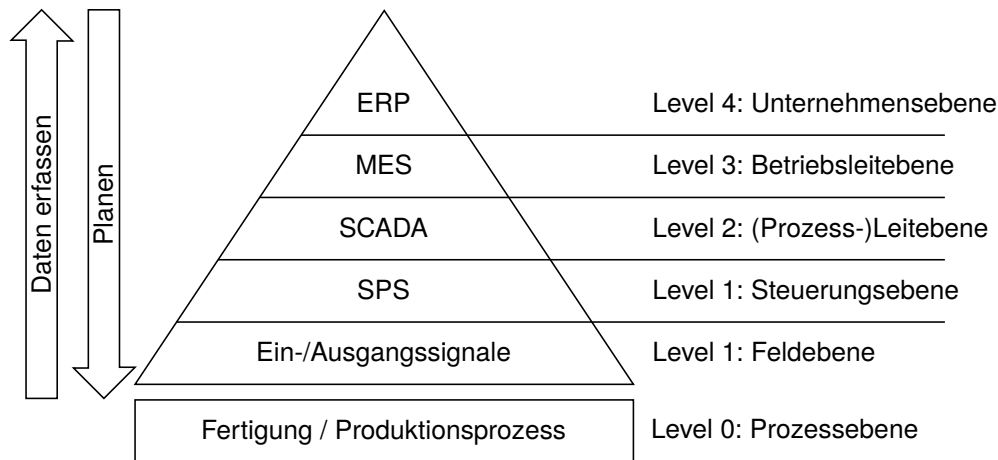 Daten erfassen
Planen
ERP
Level 4: Unternehmensebene
MES
Level 3: Betriebsleitebene
SCADA
Level 2: (Prozess-)Leitebene
SPS
Level 1: Steuerungsebene
Ein-/Ausgangssignale
Level 1: Feldebene
Fertigung / Produktionsprozess
Level 0: Prozessebene